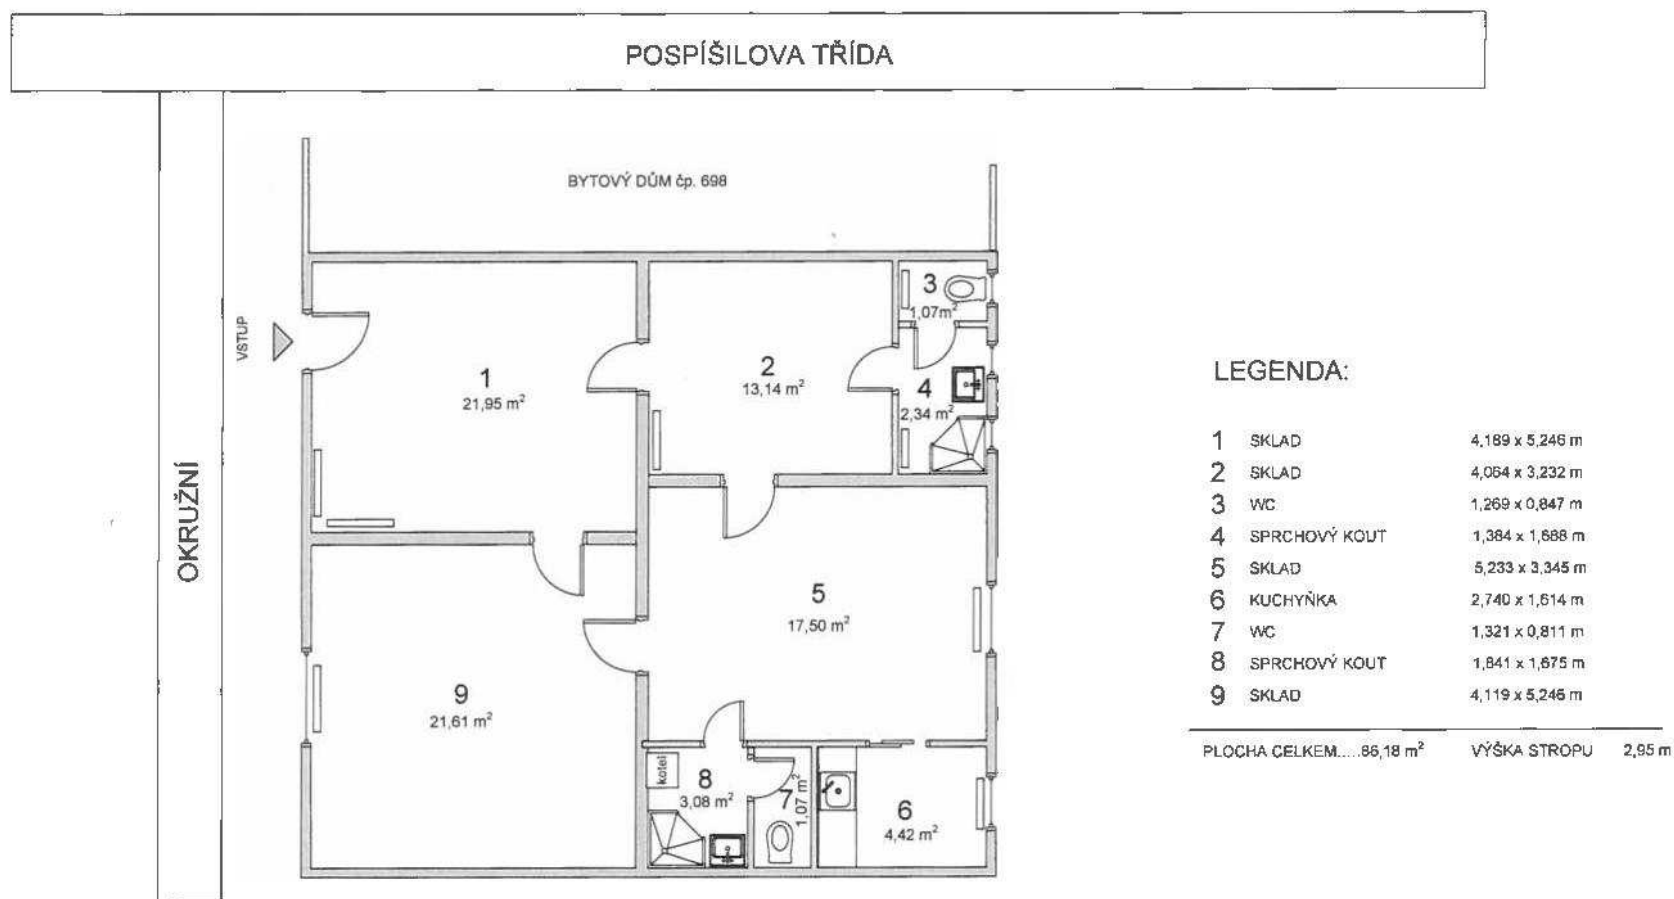 POSPÍŠILOVA TŘÍDA
BYTOVÝ DŮM čp. 698
OKRUŽNÍ
VSTUP
1
21,95 m²
2
13,14 m²
3
1,07m²
4
2,34 m²
5
17,50 m²
9
21,61 m²
kotel
8
3,08 m²
7
1,07 m²
6
4,42 m²
LEGENDA:
1 SKLAD 4,189 x 5,246 m
2 SKLAD 4,064 x 3,232 m
3 WC 1,269 x 0,847 m
4 SPRCHOVÝ KOUT 1,384 x 1,688 m
5 SKLAD 5,233 x 3,345 m
6 KUCHYŇKA 2,740 x 1,614 m
7 WC 1,321 x 0,811 m
8 SPRCHOVÝ KOUT 1,841 x 1,675 m
9 SKLAD 4,119 x 5,246 m
PLOCHA CELKEM.....86,18 m² VÝŠKA STROPU 2,95 m